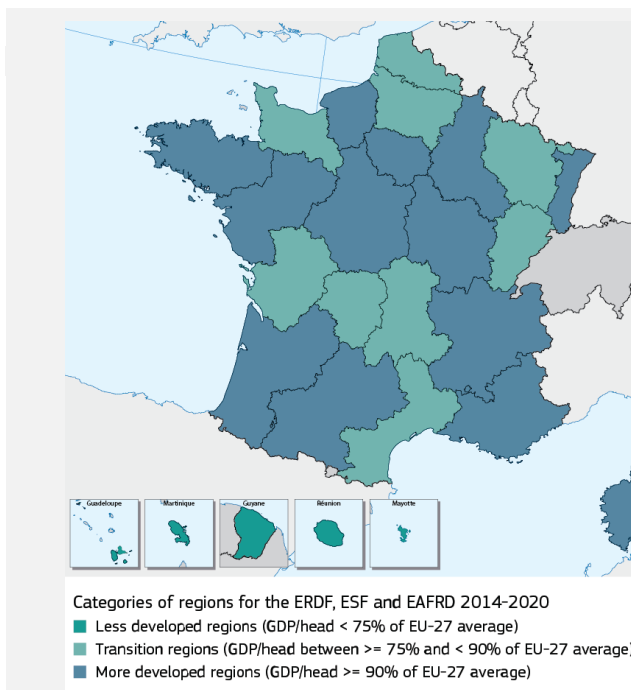 Guadeloupe
Martinique
Guyane
Réunion
Mayotte
Categories of regions for the ERDF, ESF and EAFRD 2014-2020
Less developed regions (GDP/head < 75% of EU-27 average)
Transition regions (GDP/head between >= 75% and < 90% of EU-27 average)
More developed regions (GDP/head >= 90% of EU-27 average)